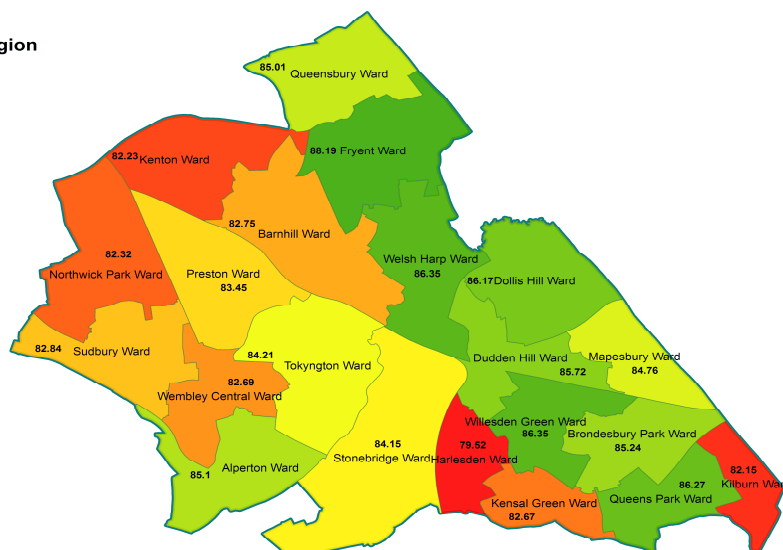 gion
85.01 Queensbury Ward
82.23 Kenton Ward
88.19 Fryent Ward
82.75
Barnhill Ward
82.32
Northwick Park Ward
Preston Ward
83.45
Welsh Harp Ward
86.35
86.17 Dollis Hill Ward
82.84 Sudbury Ward
84.21
Tokyngton Ward
82.69
Wembley Central Ward
Dudden Hill Ward
85.72
Mapesbury Ward
84.76
Willesden Green Ward
86.35
Brondesbury Park Ward
85.24
84.15
Stonebridge Ward
79.52
Harlesden Ward
85.1
Alperton Ward
Kensal Green Ward
82.67
86.27
Queens Park Ward
82.15
Kilburn War